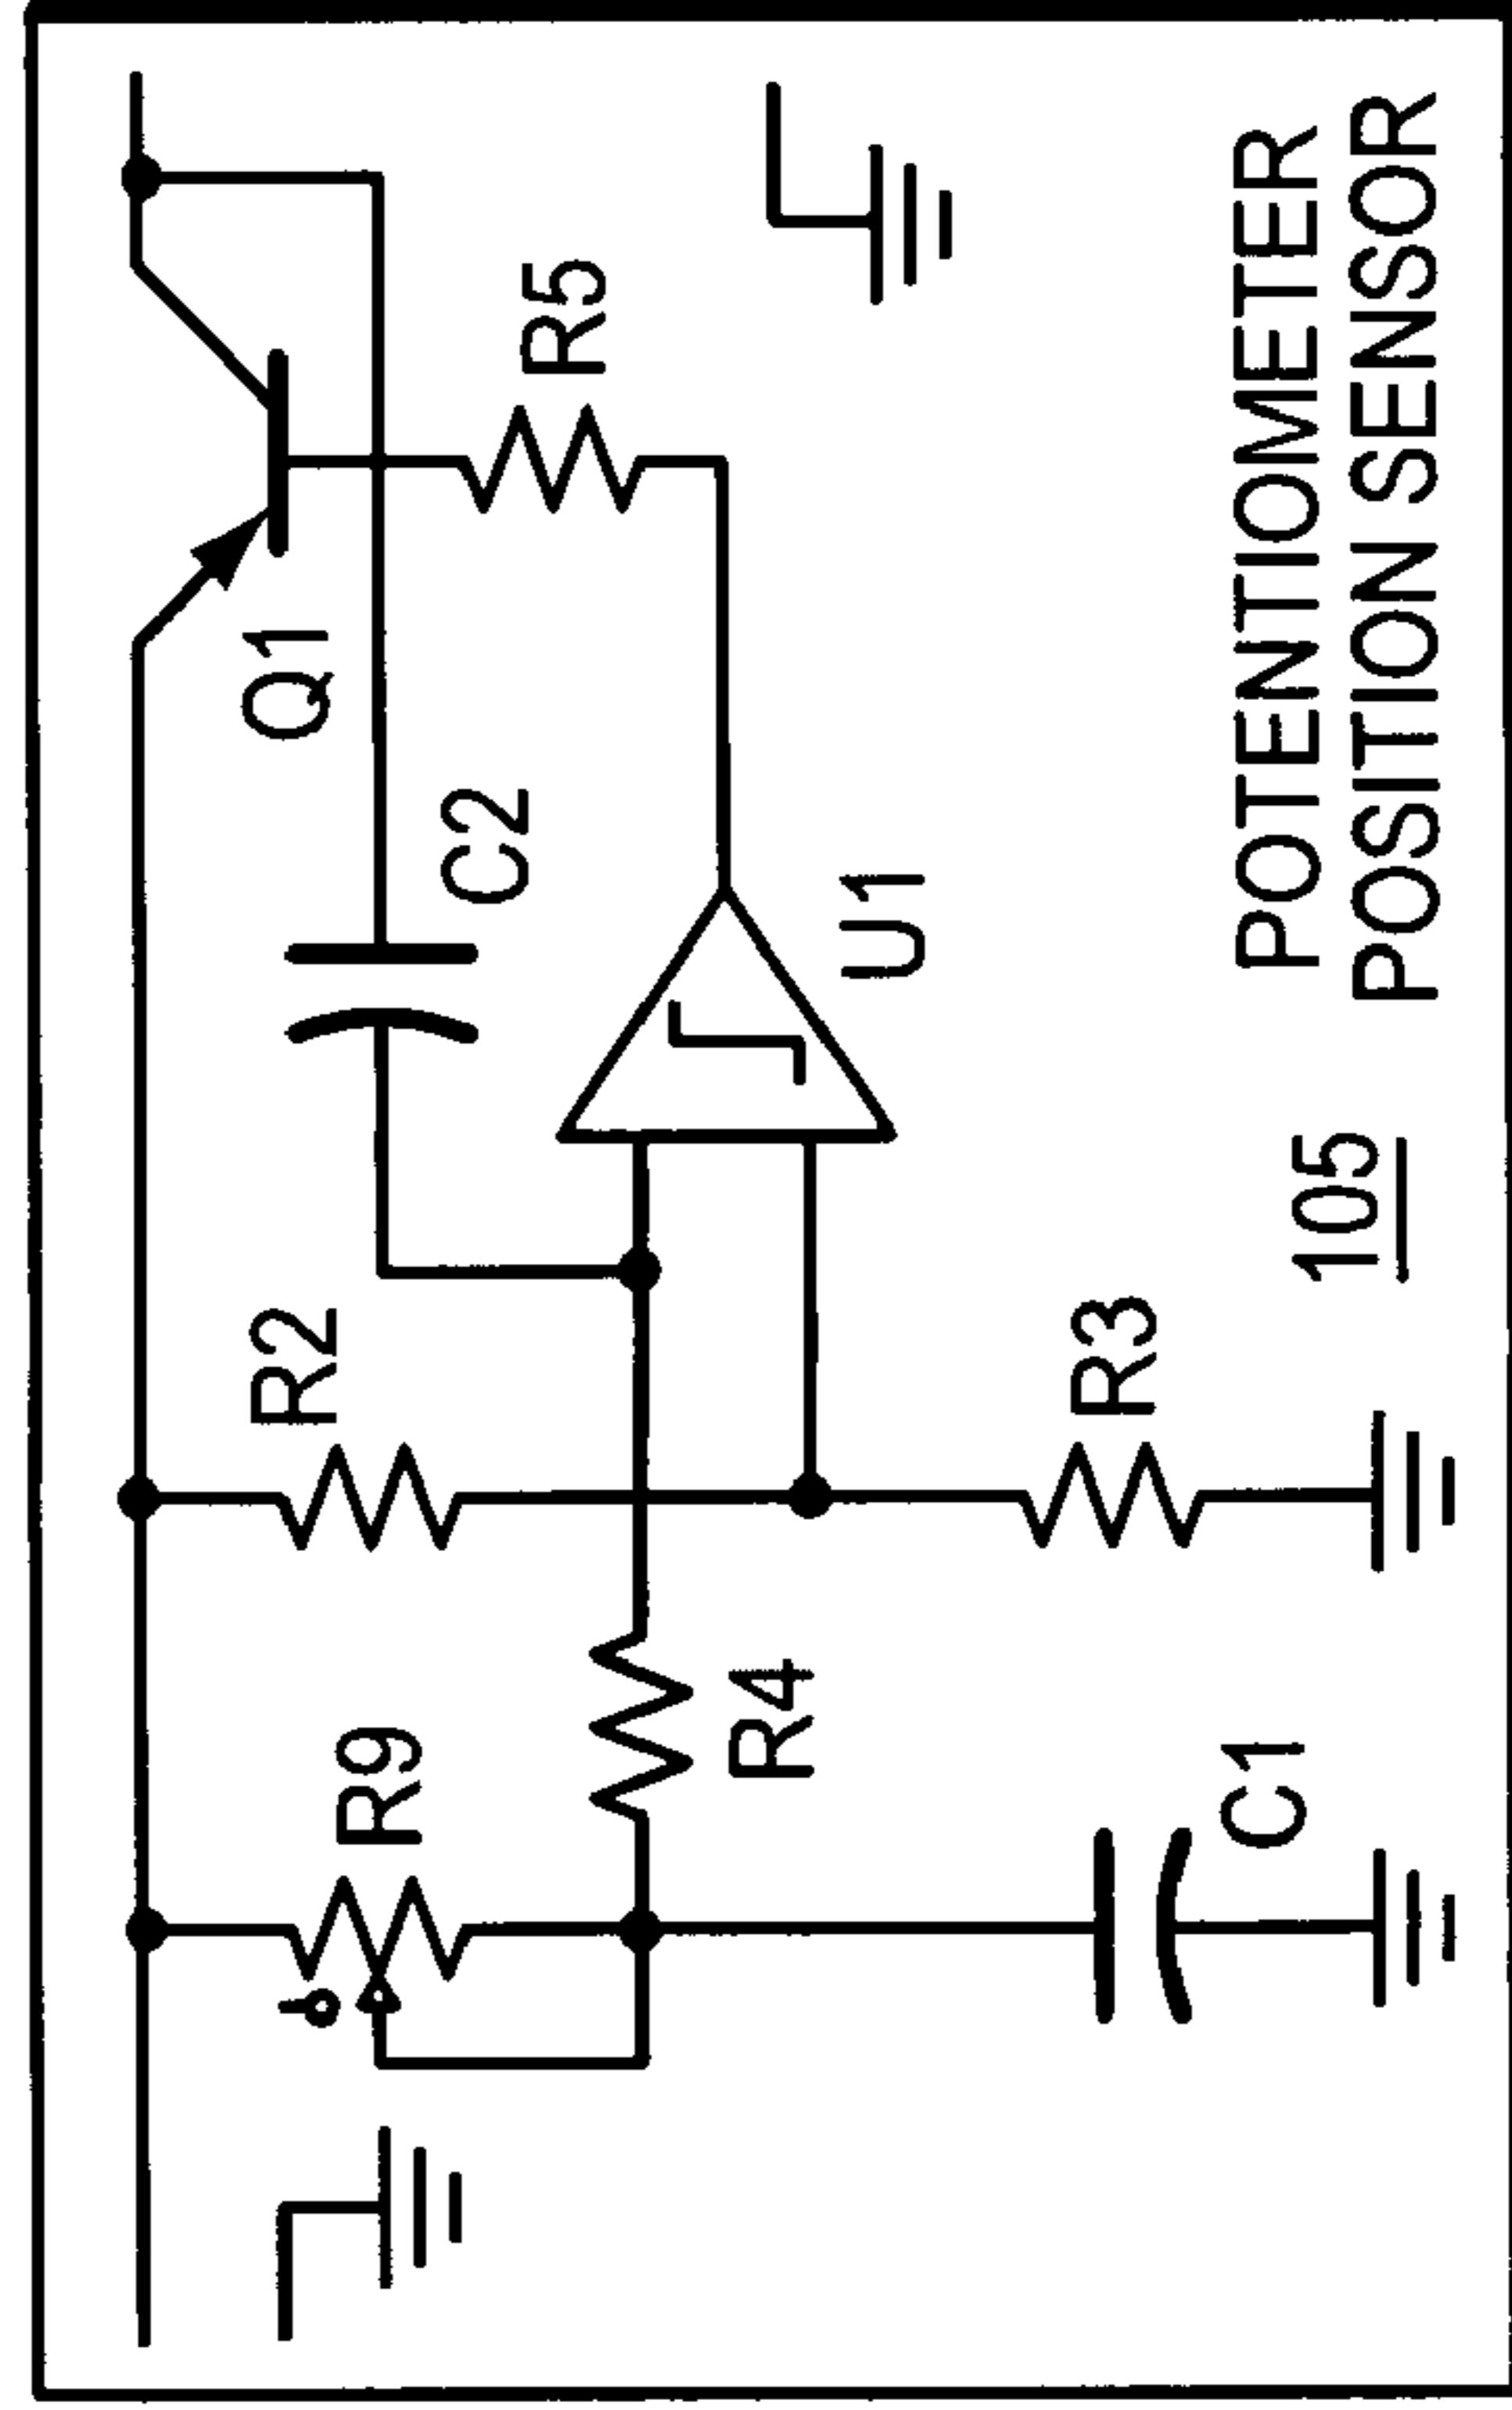 R9
R2
Q1
C2
R4
U1
R5
C1
R3
105
POTENTIOMETER
POSITION SENSOR